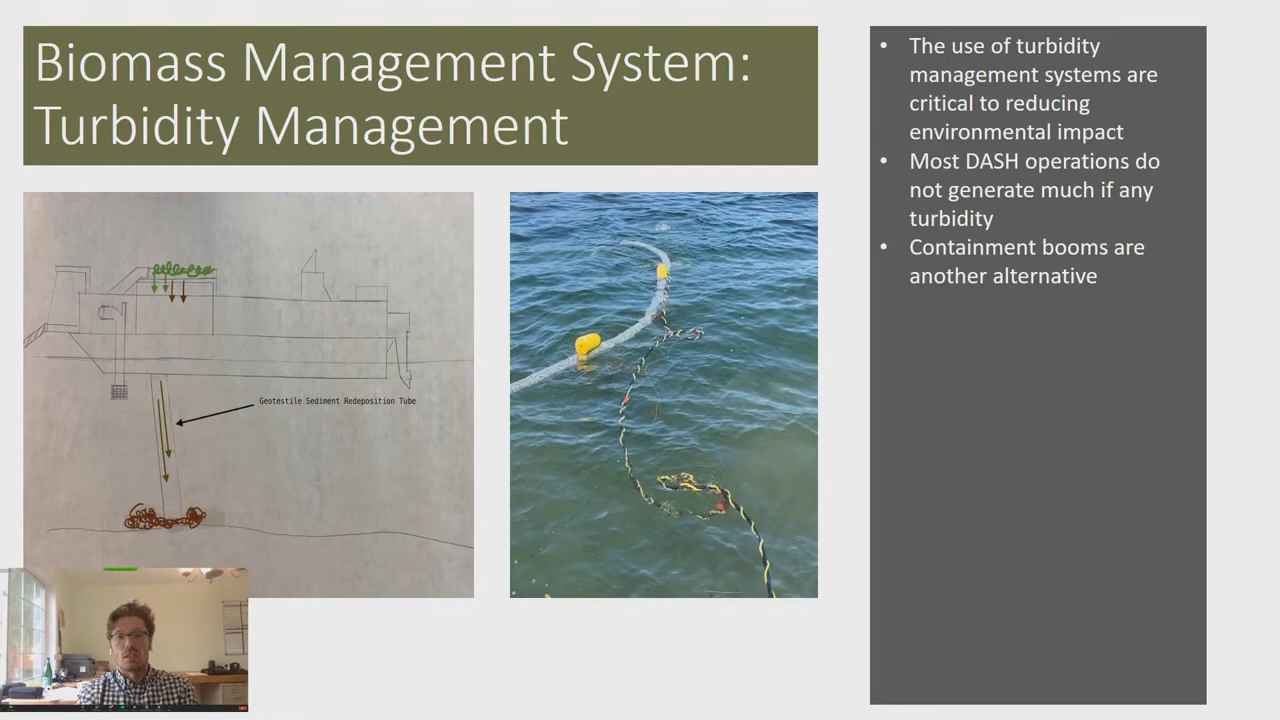 Biomass Management System:
Turbidity Management
Geotestile Sediment Redeposition Tube
• The use of turbidity
management systems are
critical to reducing
environmental impact
• Most DASH operations do
not generate much if any
turbidity
• Containment booms are
another alternative